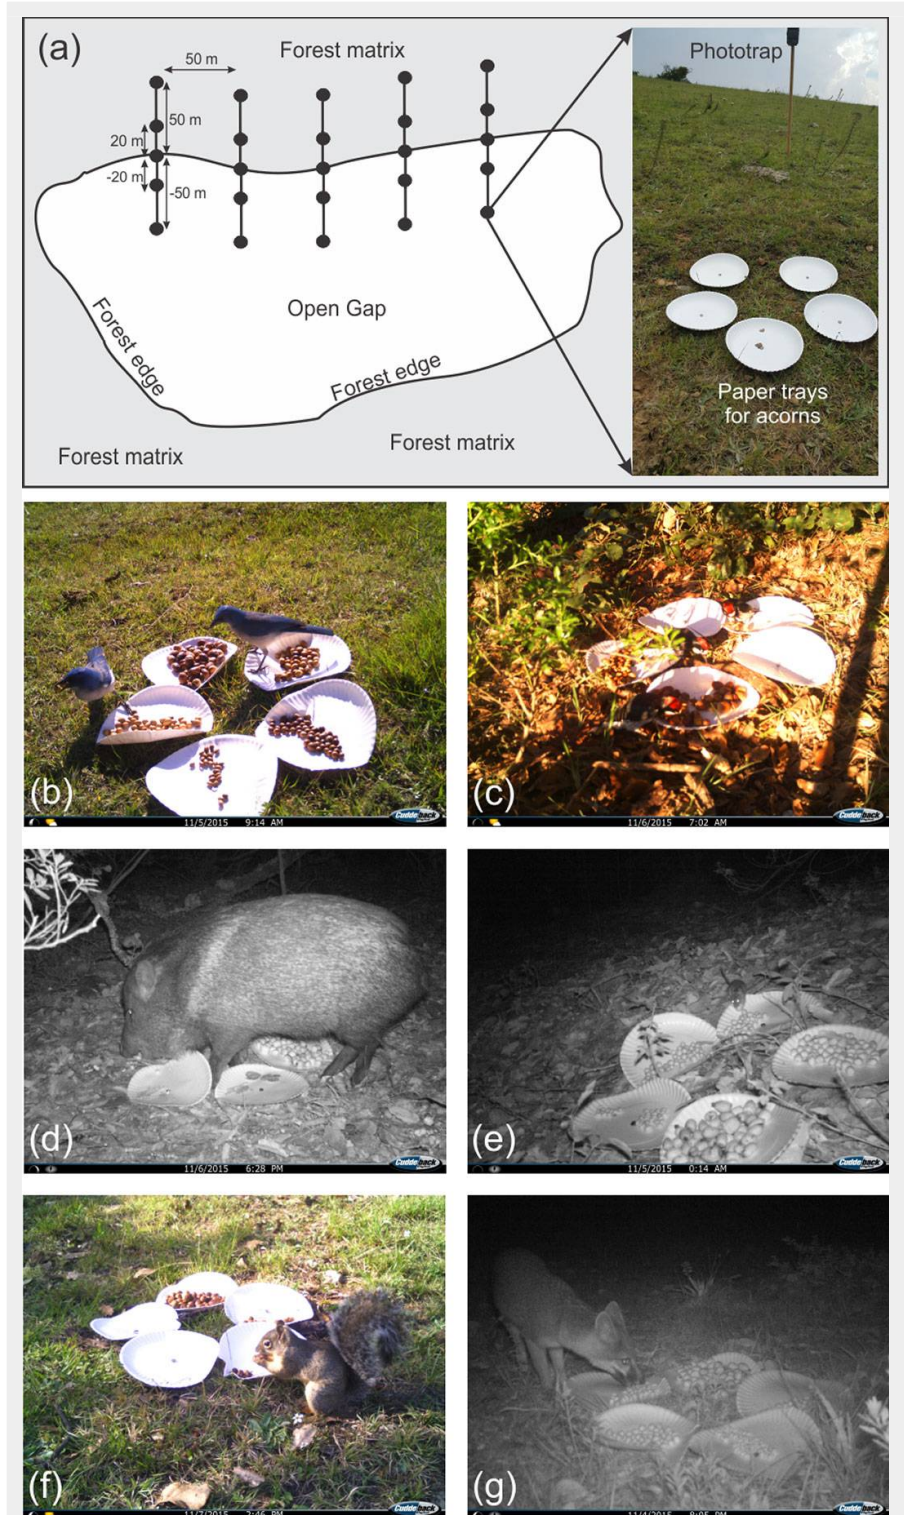 (a)
Forest matrix
50 m
50 m
20 m
-20 m
-50 m
Open Gap
Forest edge
Forest edge
Forest matrix
Forest matrix
Phototrap
Paper trays
for acorns
(b)
11/5/2015 9:14 AM
Cuddeback
(c)
11/6/2015 7:02 AM
Cuddeback
(d)
11/6/2015 6:28 PM
Cuddeback
(e)
11/5/2015 0:14 AM
Cuddeback
(f)
Cuddeback
(g)
Cuddeback